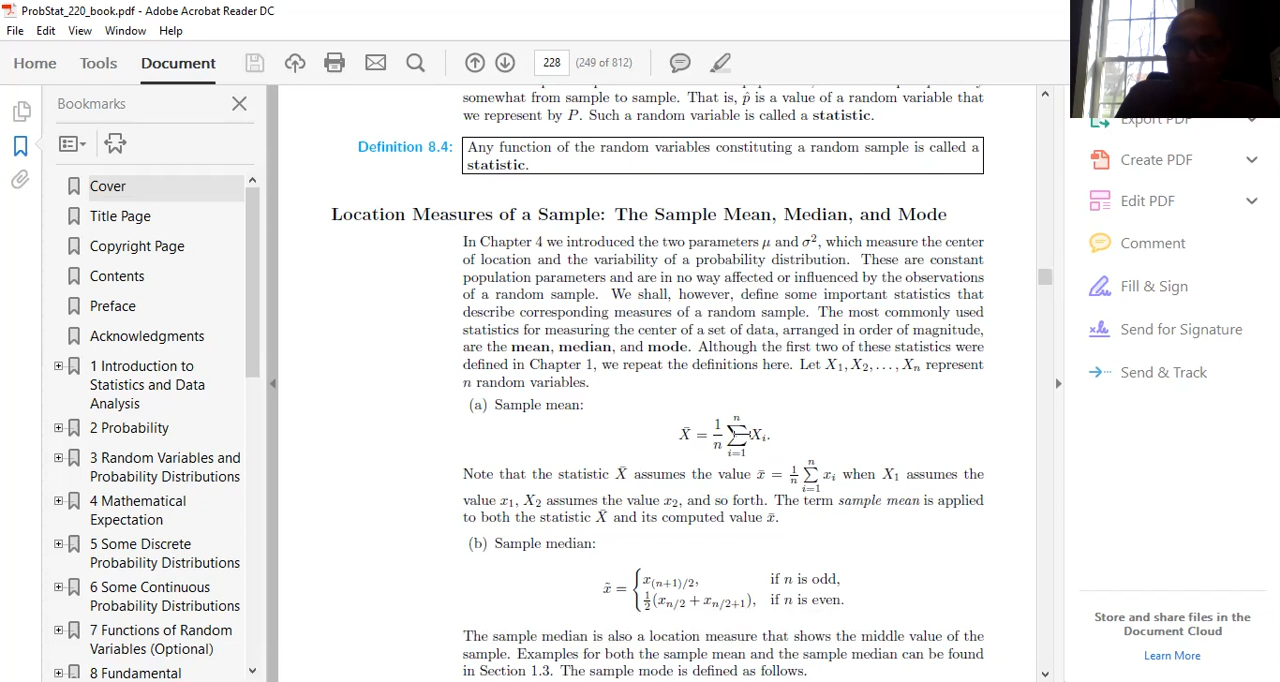 ProbStat_220_book.pdf - Adobe Acrobat Reader DC
File Edit View Window Help
Home Tools Document 228 (249 of 812)
Bookmarks
Cover
Title Page
Copyright Page
Contents
Preface
Acknowledgments
1 Introduction to
Statistics and Data
Analysis
2 Probability
3 Random Variables and
Probability Distributions
4 Mathematical
Expectation
5 Some Discrete
Probability Distributions
6 Some Continuous
Probability Distributions
7 Functions of Random
Variables (Optional)
8 Fundamental
somewhat from sample to sample. That is, p̂ is a value of a random variable that
we represent by P. Such a random variable is called a statistic.
Definition 8.4: Any function of the random variables constituting a random sample is called a
statistic.
Location Measures of a Sample: The Sample Mean, Median, and Mode
In Chapter 4 we introduced the two parameters μ and σ², which measure the center
of location and the variability of a probability distribution. These are constant
population parameters and are in no way affected or influenced by the observations
of a random sample. We shall, however, define some important statistics that
describe corresponding measures of a random sample. The most commonly used
statistics for measuring the center of a set of data, arranged in order of magnitude,
are the mean, median, and mode. Although the first two of these statistics were
defined in Chapter 1, we repeat the definitions here. Let X₁, X₂, . . . , Xₙ represent
n random variables.
(a) Sample mean:
X̄ = 1/n ∑ᵢ₌₁ⁿ Xᵢ.
Note that the statistic X̄ assumes the value x̄ = 1/n ∑ᵢ₌₁ⁿ xᵢ when X₁ assumes the
value x₁, X₂ assumes the value x₂, and so forth. The term sample mean is applied
to both the statistic X̄ and its computed value x̄.
(b) Sample median:
x̃ = { x₍ₙ₊₁₎/₂, if n is odd,
½(xₙ/₂ + xₙ/₂₊₁), if n is even.
The sample median is also a location measure that shows the middle value of the
sample. Examples for both the sample mean and the sample median can be found
in Section 1.3. The sample mode is defined as follows.
Export PDF
Create PDF
Edit PDF
Comment
Fill & Sign
Send for Signature
Send & Track
Store and share files in the
Document Cloud
Learn More